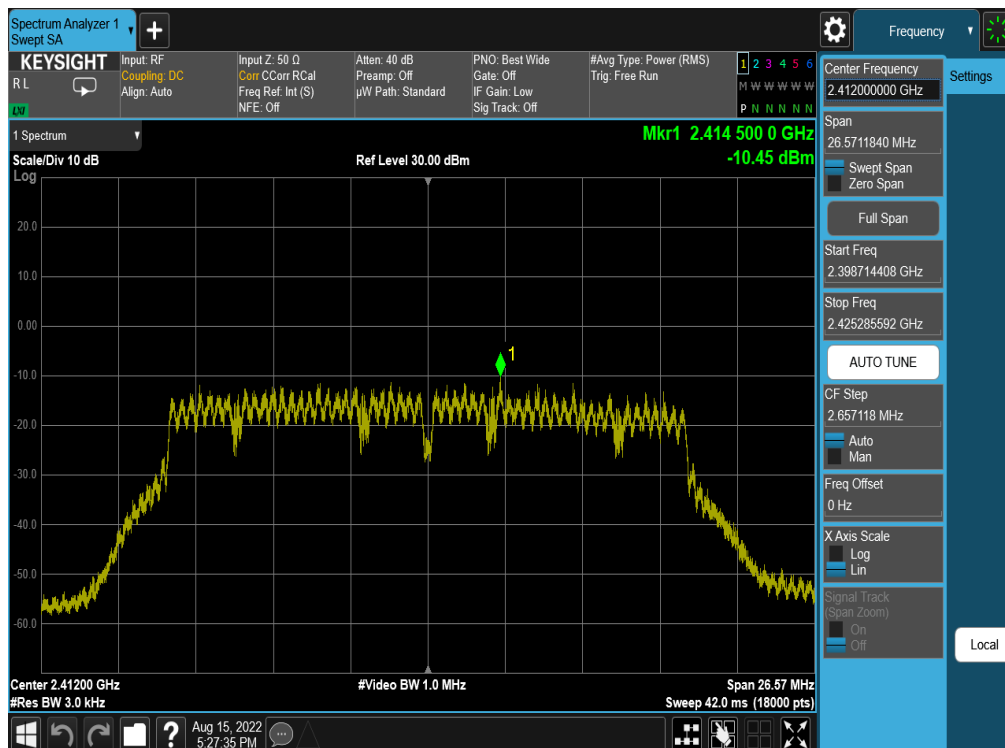 Spectrum Analyzer 1
Swept SA
Frequency
KEYSIGHT
R L
LXI
Input: RF
Coupling: DC
Align: Auto
Input Z: 50 Ω
Corr CCorr RCal
Freq Ref: Int (S)
NFE: Off
Atten: 40 dB
Preamp: Off
µW Path: Standard
PNO: Best Wide
Gate: Off
IF Gain: Low
Sig Track: Off
#Avg Type: Power (RMS)
Trig: Free Run
1 2 3 4 5 6
M W W W W W
P N N N N N
1 Spectrum
Scale/Div 10 dB
Log
Ref Level 30.00 dBm
Mkr1 2.414 500 0 GHz
-10.45 dBm
20.0
10.0
0.00
-10.0
-20.0
-30.0
-40.0
-50.0
-60.0
1
Center 2.41200 GHz
#Res BW 3.0 kHz
#Video BW 1.0 MHz
Span 26.57 MHz
Sweep 42.0 ms (18000 pts)
Center Frequency
2.412000000 GHz
Span
26.5711840 MHz
Swept Span
Zero Span
Full Span
Start Freq
2.398714408 GHz
Stop Freq
2.425285592 GHz
AUTO TUNE
CF Step
2.657118 MHz
Auto
Man
Freq Offset
0 Hz
X Axis Scale
Log
Lin
Signal Track
(Span Zoom)
On
Off
Settings
Local
?
Aug 15, 2022
5:27:35 PM